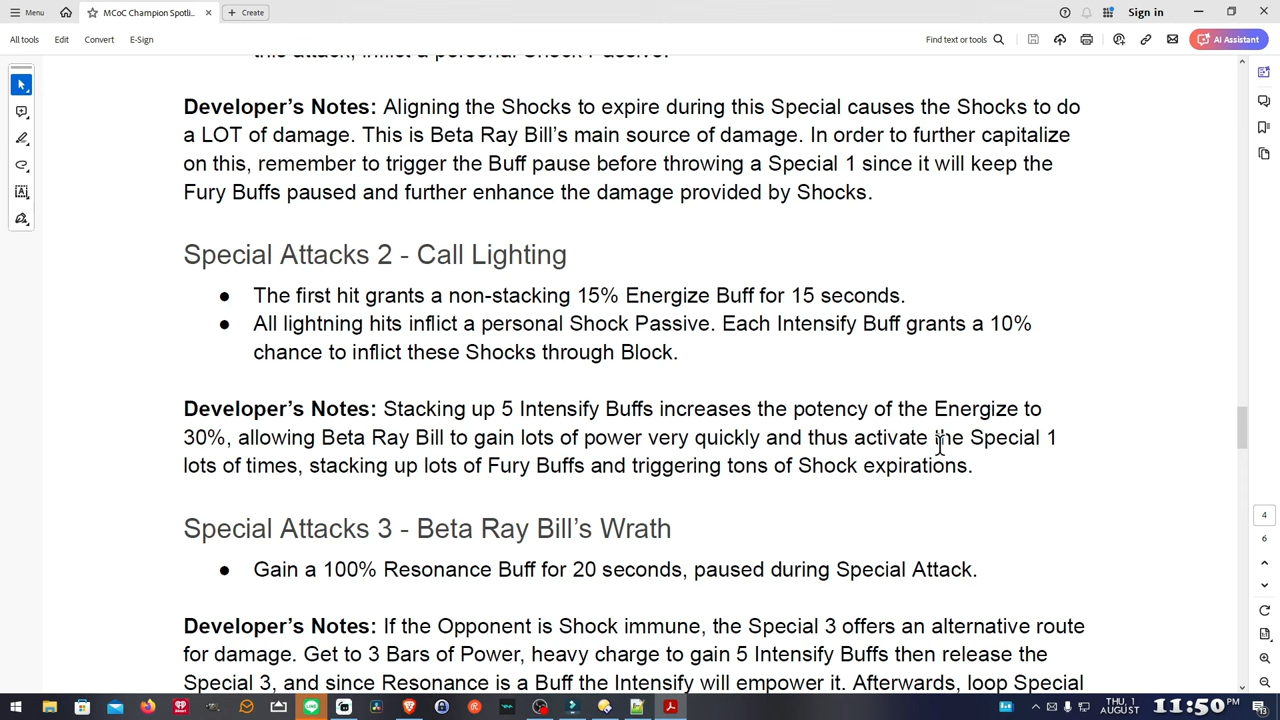 Menu
MCoC Champion Spotli...
Create
Sign in
All tools
Edit
Convert
E-Sign
Find text or tools
AI Assistant
this attack, inflict a personal Shock Passive.
Developer's Notes: Aligning the Shocks to expire during this Special causes the Shocks to do
a LOT of damage. This is Beta Ray Bill's main source of damage. In order to further capitalize
on this, remember to trigger the Buff pause before throwing a Special 1 since it will keep the
Fury Buffs paused and further enhance the damage provided by Shocks.
Special Attacks 2 - Call Lighting
● The first hit grants a non-stacking 15% Energize Buff for 15 seconds.
● All lightning hits inflict a personal Shock Passive. Each Intensify Buff grants a 10%
chance to inflict these Shocks through Block.
Developer's Notes: Stacking up 5 Intensify Buffs increases the potency of the Energize to
30%, allowing Beta Ray Bill to gain lots of power very quickly and thus activate the Special 1
lots of times, stacking up lots of Fury Buffs and triggering tons of Shock expirations.
4
6
Special Attacks 3 - Beta Ray Bill's Wrath
● Gain a 100% Resonance Buff for 20 seconds, paused during Special Attack.
Developer's Notes: If the Opponent is Shock immune, the Special 3 offers an alternative route
for damage. Get to 3 Bars of Power, heavy charge to gain 5 Intensify Buffs then release the
Special 3, and since Resonance is a Buff the Intensify will empower it. Afterwards, loop Special
THU, 1
AUGUST
11:50PM